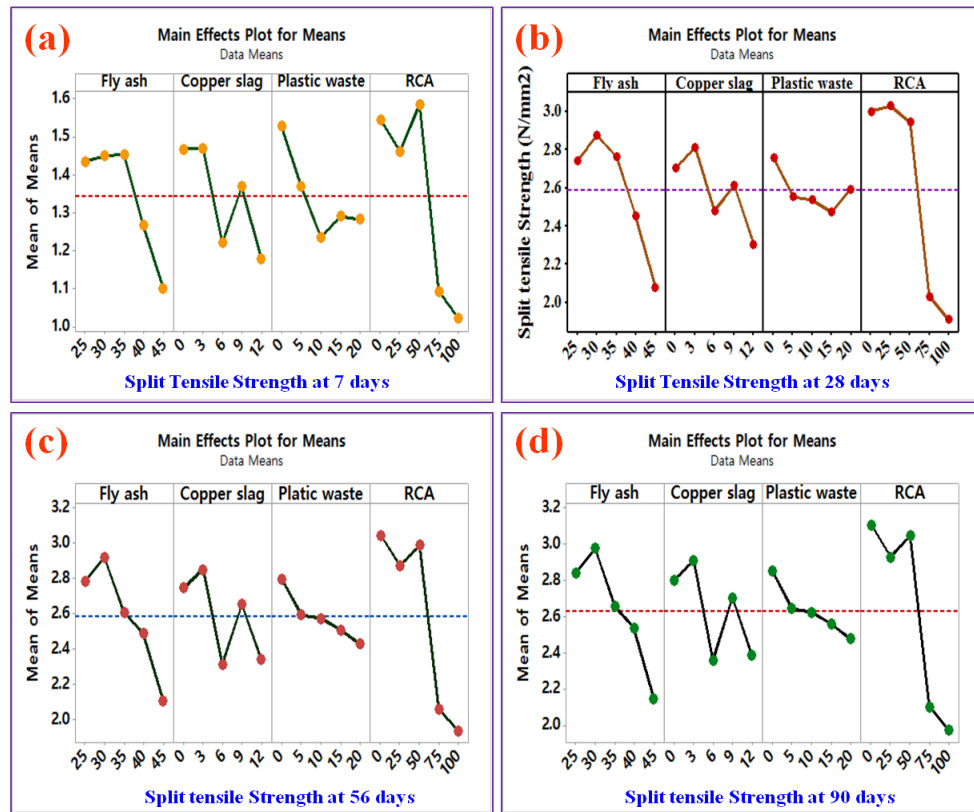 (a)
Main Effects Plot for Means
Data Means
Fly ash Copper slag Plastic waste RCA
Mean of Means
1.6
1.5
1.4
1.3
1.2
1.1
1.0
25 30 35 40 45 0 3 6 9 12 0 5 10 15 20 0 25 50 75 100
Split Tensile Strength at 7 days
(b)
Main Effects Plot for Means
Data Means
Fly ash Copper slag Plastic waste RCA
Split tensile Strength (N/mm2)
3.0
2.8
2.6
2.4
2.2
2.0
25 30 35 40 45 0 3 6 9 12 0 5 10 15 20 0 25 50 75 100
Split Tensile Strength at 28 days
(c)
Main Effects Plot for Means
Data Means
Fly ash Copper slag Platic waste RCA
Mean of Means
3.2
3.0
2.8
2.6
2.4
2.2
2.0
25 30 35 40 45 0 3 6 9 12 0 5 10 15 20 0 25 50 75 100
Split tensile Strength at 56 days
(d)
Main Effects Plot for Means
Data Means
Fly ash Copper slag Plastic waste RCA
Mean of Means
3.2
3.0
2.8
2.6
2.4
2.2
2.0
25 30 35 40 45 0 3 6 9 12 0 5 10 15 20 0 25 50 75 100
Split tensile Strength at 90 days